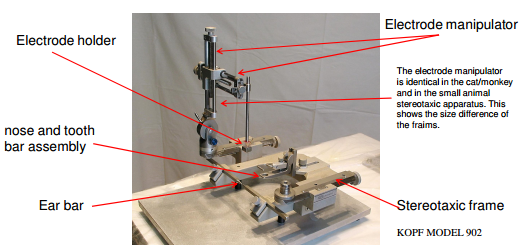 Electrode manipulator
Electrode holder
The electrode manipulator
is identical in the cat/monkey
and in the small animal
stereotaxic apparatus. This
shows the size difference of
the fraims.
nose and tooth
bar assembly
Ear bar
Stereotaxic frame
KOPF MODEL 902